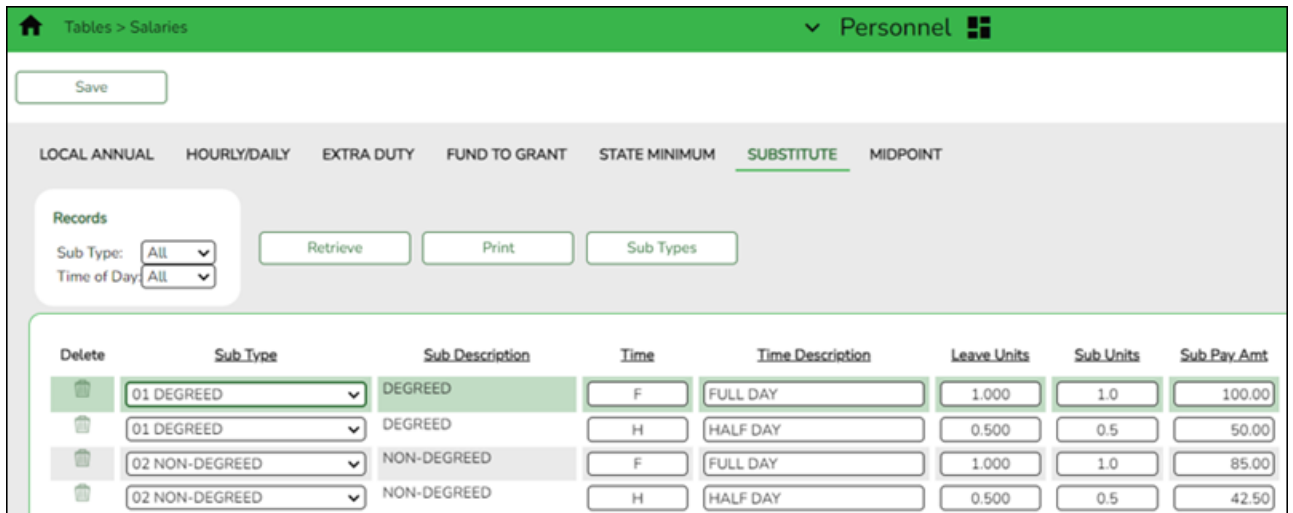 Tables > Salaries Personnel
Save
LOCAL ANNUAL HOURLY/DAILY EXTRA DUTY FUND TO GRANT STATE MINIMUM SUBSTITUTE MIDPOINT
Records
Sub Type: All Retrieve Print Sub Types
Time of Day: All
Delete Sub Type Sub Description Time Time Description Leave Units Sub Units Sub Pay Amt
01 DEGREED DEGREED F FULL DAY 1.000 1.0 100.00
01 DEGREED DEGREED H HALF DAY 0.500 0.5 50.00
02 NON-DEGREED NON-DEGREED F FULL DAY 1.000 1.0 85.00
02 NON-DEGREED NON-DEGREED H HALF DAY 0.500 0.5 42.50